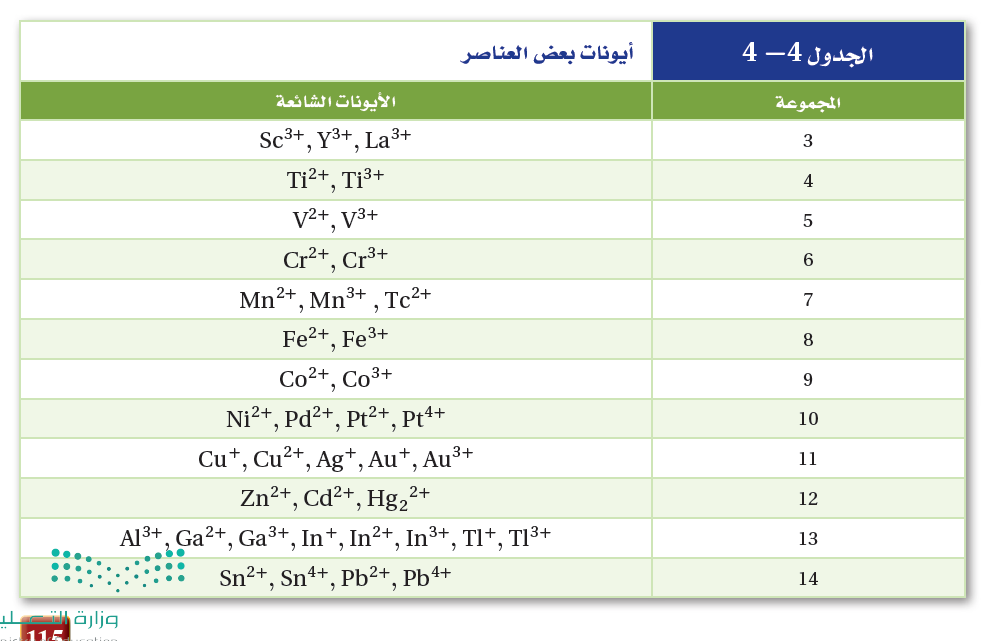 الجدول 4 – 4 أيونات بعض العناصر
المجموعة الأيونات الشائعة
3 Sc³⁺, Y³⁺, La³⁺
4 Ti²⁺, Ti³⁺
5 V²⁺, V³⁺
6 Cr²⁺, Cr³⁺
7 Mn²⁺, Mn³⁺ , Tc²⁺
8 Fe²⁺, Fe³⁺
9 Co²⁺, Co³⁺
10 Ni²⁺, Pd²⁺, Pt²⁺, Pt⁴⁺
11 Cu⁺, Cu²⁺, Ag⁺, Au⁺, Au³⁺
12 Zn²⁺, Cd²⁺, Hg₂²⁺
13 Al³⁺, Ga²⁺, Ga³⁺, In⁺, In²⁺, In³⁺, Tl⁺, Tl³⁺
14 Sn²⁺, Sn⁴⁺, Pb²⁺, Pb⁴⁺
وزارة
115